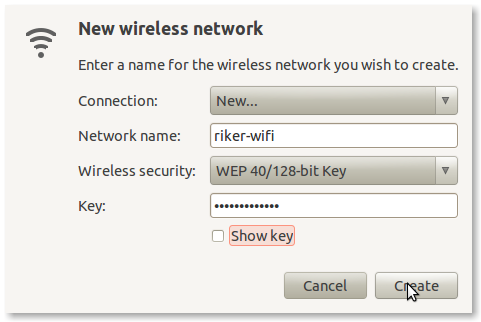 New wireless network
Enter a name for the wireless network you wish to create.
Connection: New...
Network name: riker-wifi
Wireless security: WEP 40/128-bit Key
Key: •••••••••••••
Show key
Cancel Create